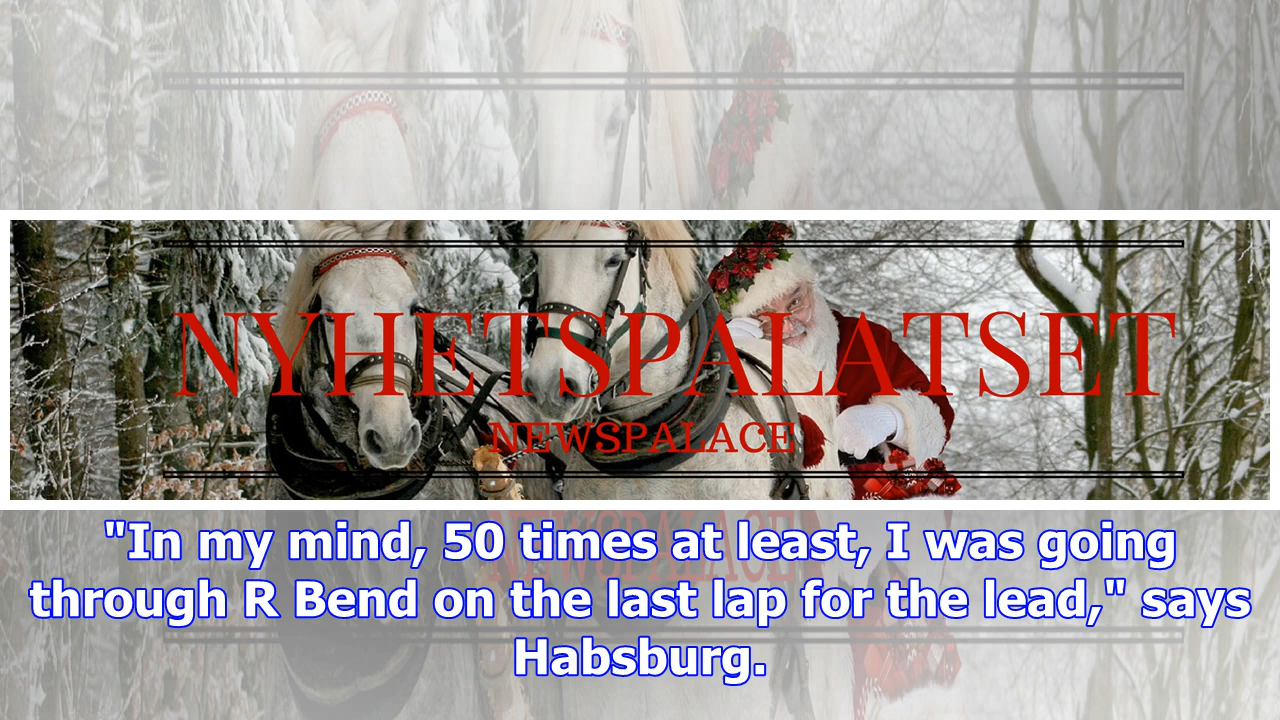 NYHETSPALATSET
NEWSPALACE
"In my mind, 50 times at least, I was going
through R Bend on the last lap for the lead," says
Habsburg.